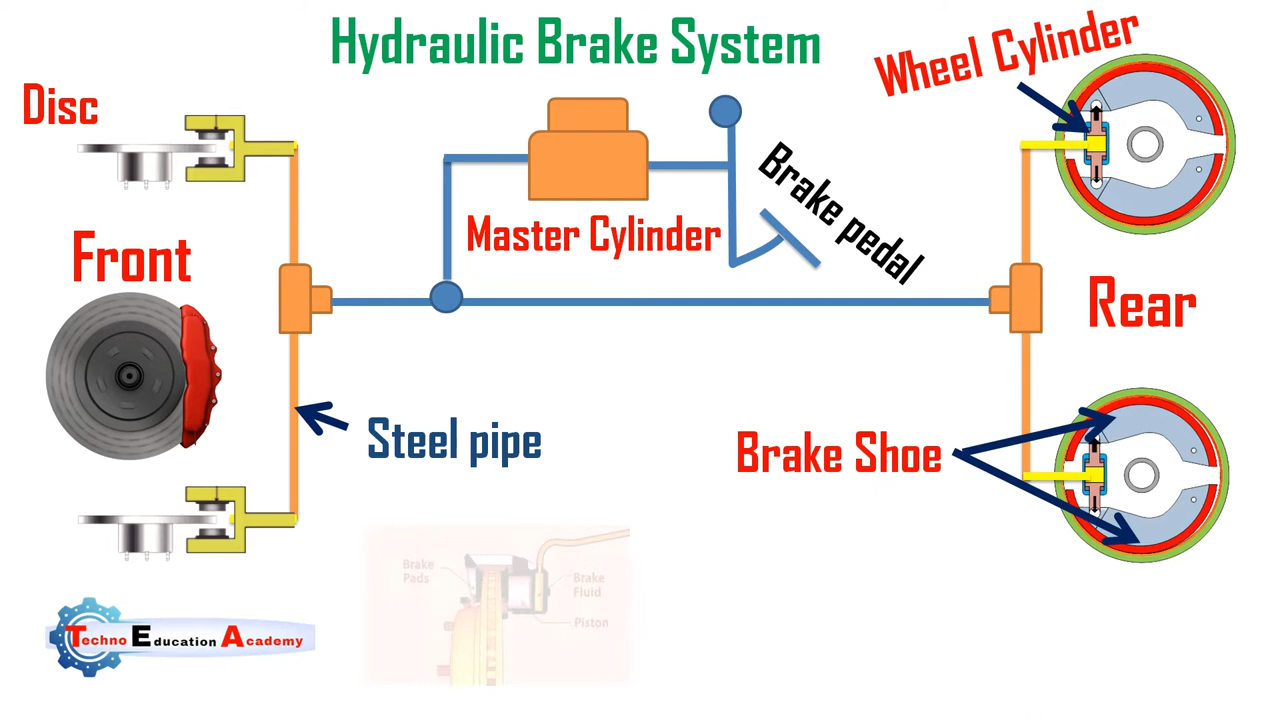 Hydraulic Brake System
Wheel Cylinder
Disc
Brake pedal
Master Cylinder
Front
Rear
Steel pipe
Brake Shoe
Brake
Pads
Brake
Fluid
Piston
Techno Education Academy